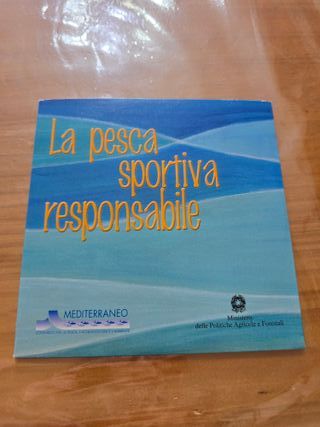 La pesca
sportiva
responsabile
MEDITERRANEO
Ministero
delle Politiche Agricole e Forestali